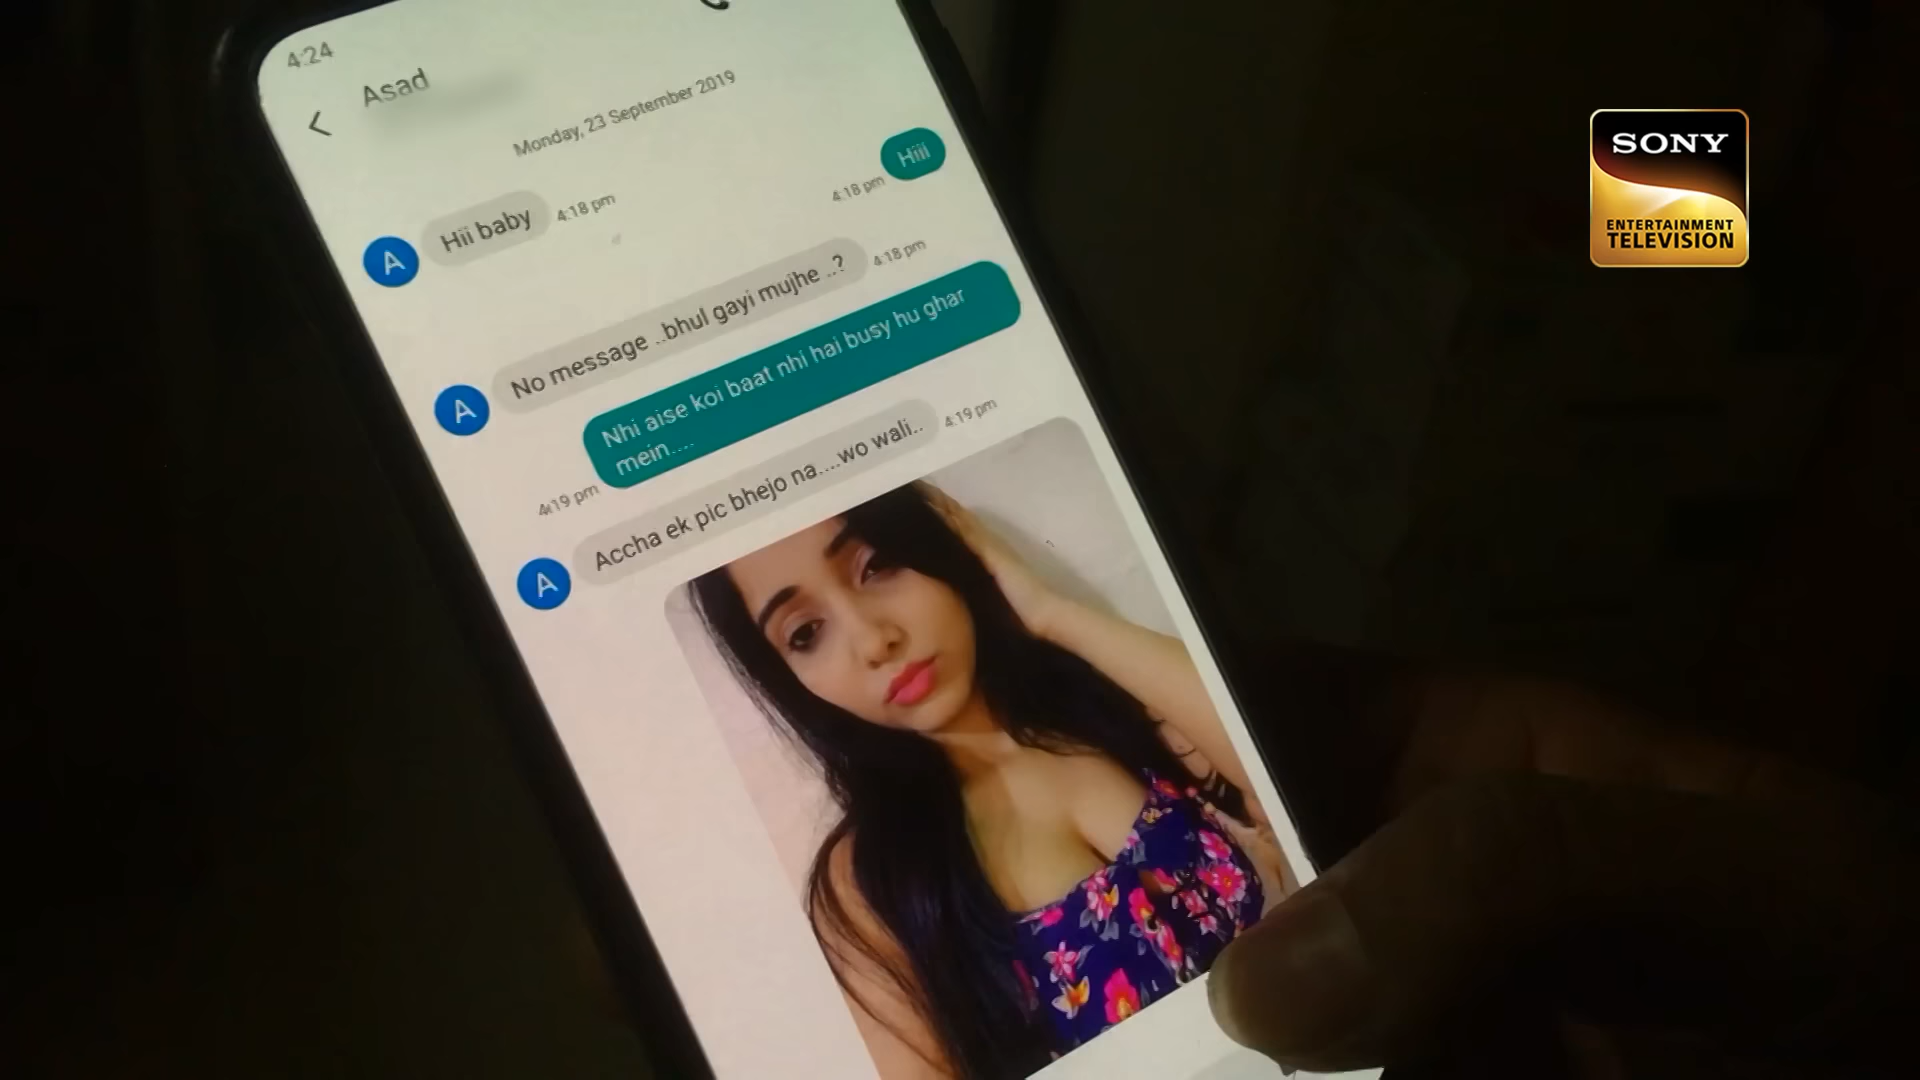 4:24
Asad
Monday, 23 September 2019
Hiii
4:18 pm
A
Hii baby
4:18 pm
A
No message ..bhul gayi mujhe ..?
4:18 pm
Nhi aise koi baat nhi hai busy hu ghar
mein....
4:19 pm
A
Accha ek pic bhejo na....wo wali..
4:19 pm
SONY
ENTERTAINMENT
TELEVISION